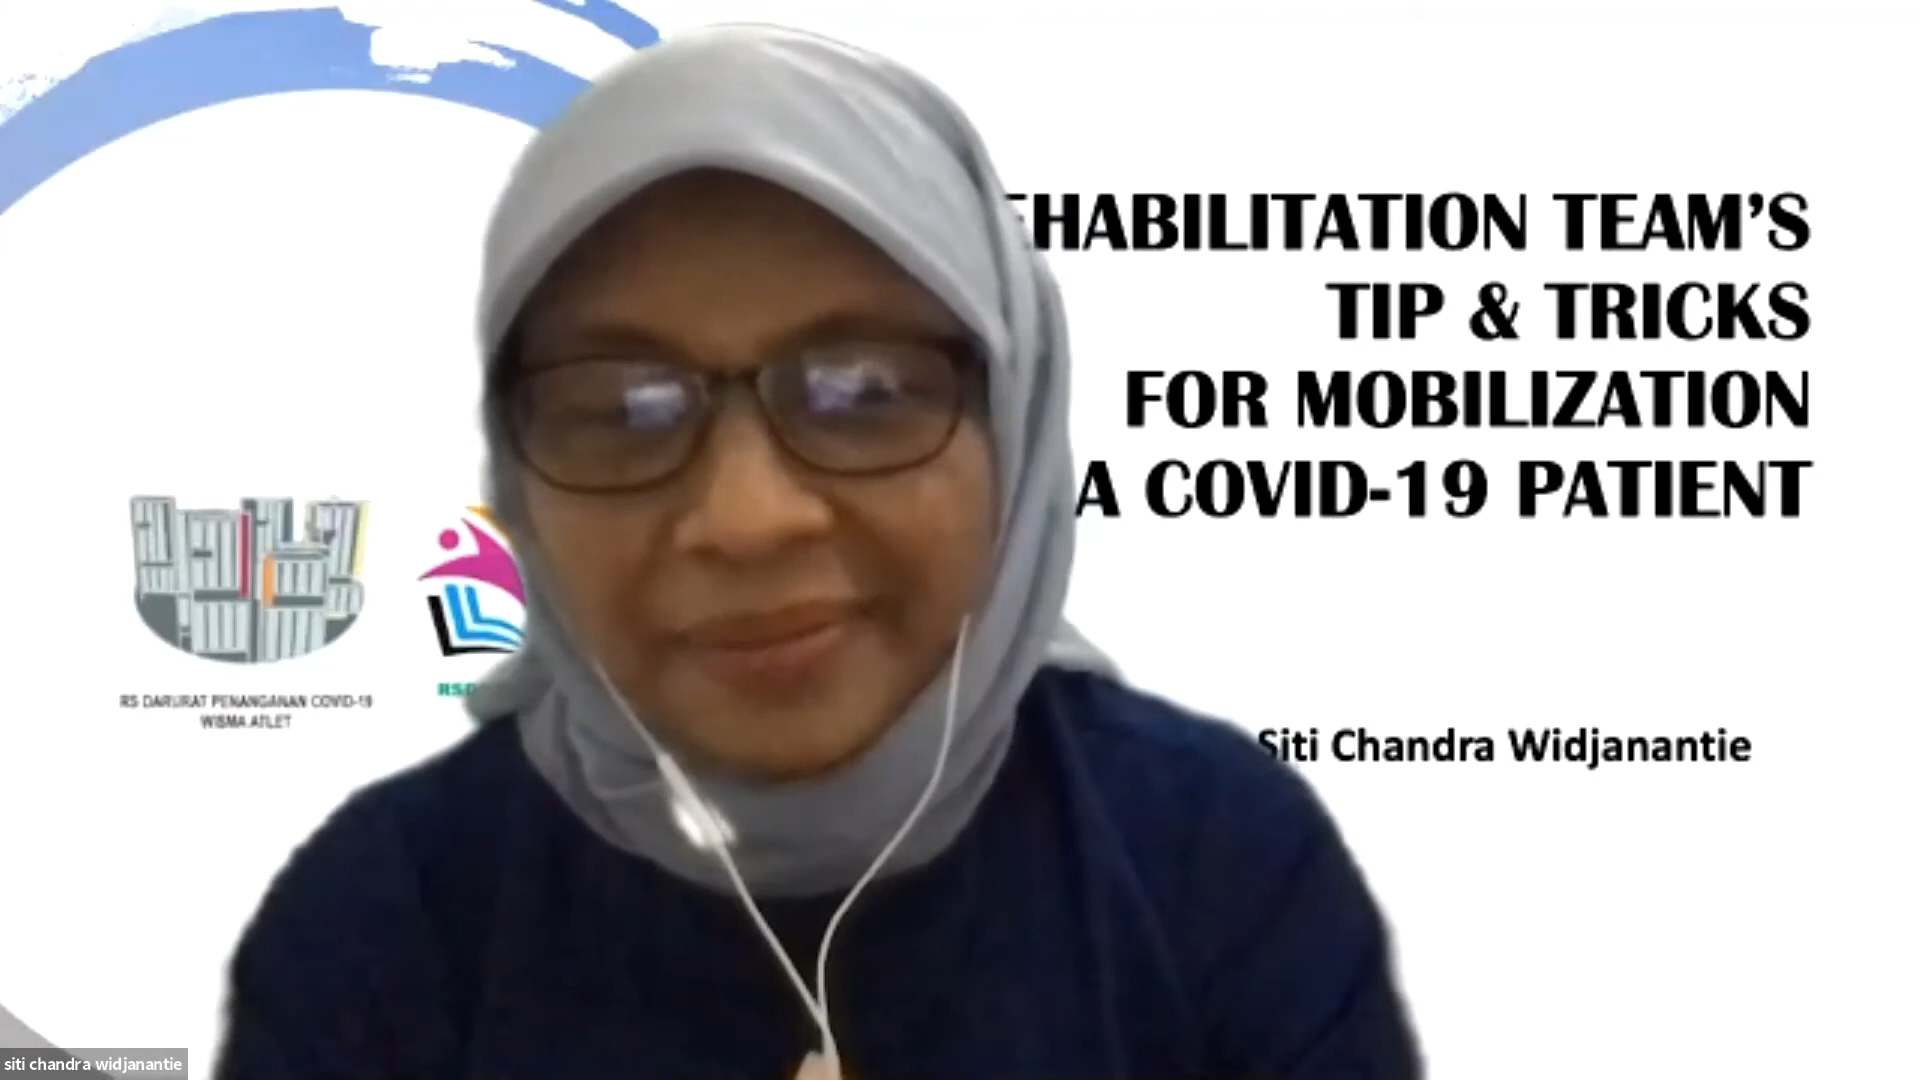 EHABILITATION TEAM’S
TIP & TRICKS
FOR MOBILIZATION
A COVID-19 PATIENT
RS DARURAT PENANGANAN COVID-19
WISMA ATLET
Siti Chandra Widjanantie
siti chandra widjanantie